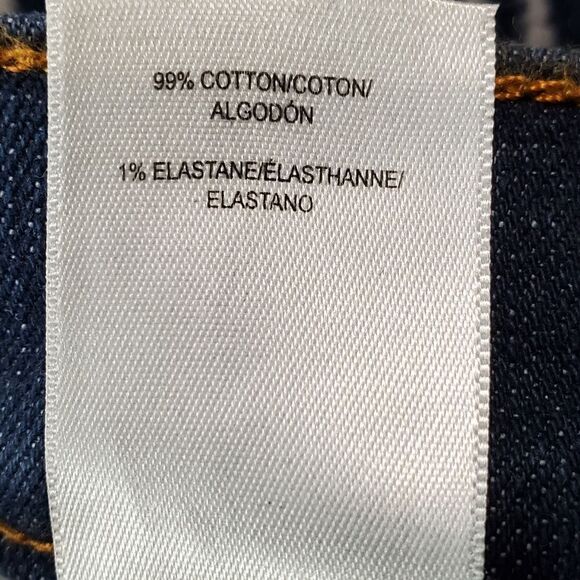 99% COTTON/COTON/
ALGODÓN
1% ELASTANE/ÉLASTHANNE/
ELASTANO